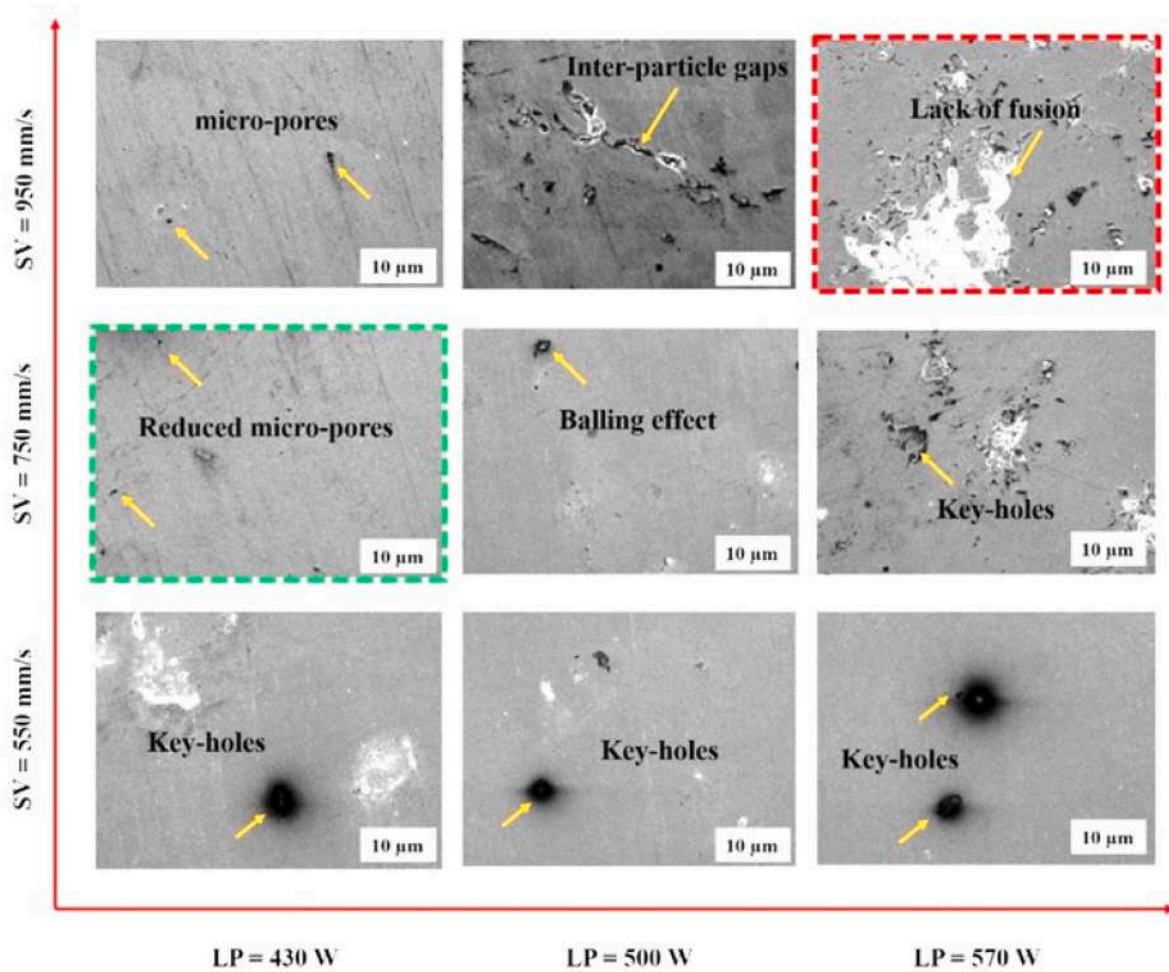 SV = 950 mm/s
micro-pores
10 µm
Inter-particle gaps
10 µm
Lack of fusion
10 µm
SV = 750 mm/s
Reduced micro-pores
10 µm
Balling effect
10 µm
Key-holes
10 µm
SV = 550 mm/s
Key-holes
10 µm
Key-holes
10 µm
Key-holes
10 µm
LP = 430 W
LP = 500 W
LP = 570 W